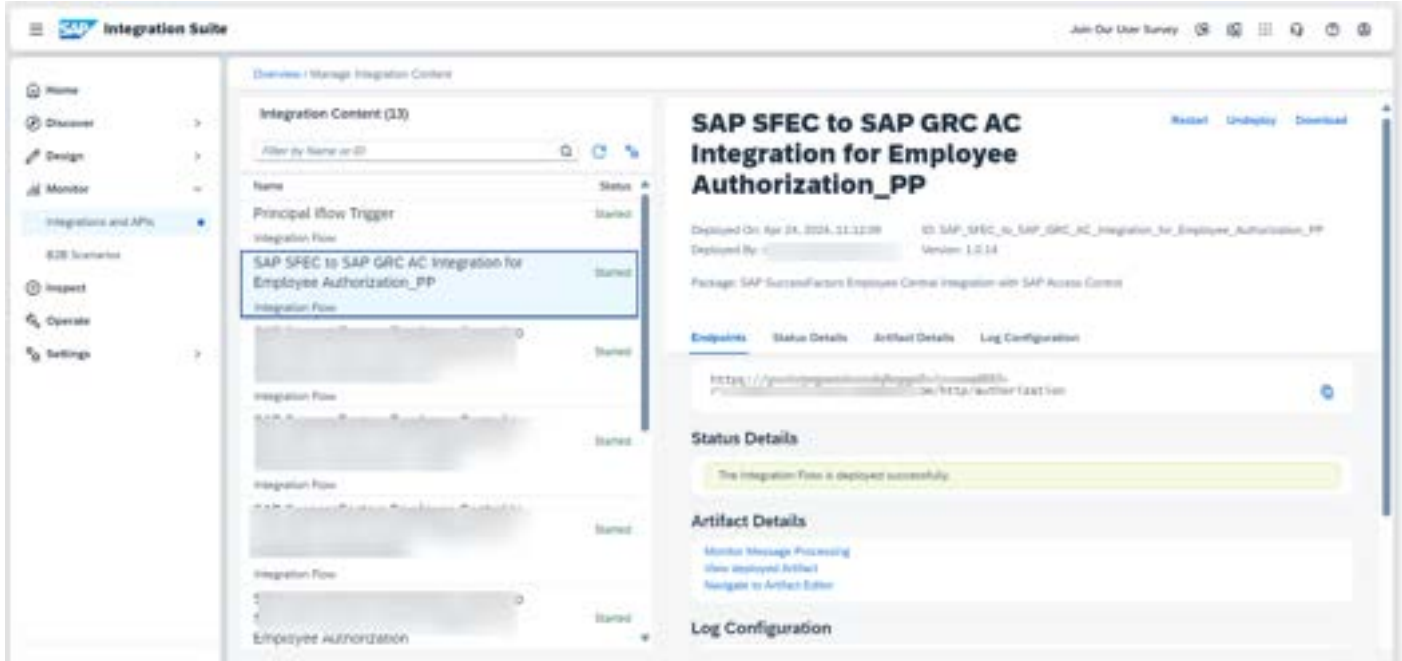 SAP Integration Suite
Join Our User Survey
Home
Discover
Design
Monitor
Integrations and APIs
B2B Scenarios
Inspect
Operate
Settings
Overview / Manage Integration Content
Integration Content (13)
Filter by Name or ID
Name Status
Principal Iflow Trigger Started
Integration Flow
SAP SFEC to SAP GRC AC Integration for
Employee Authorization_PP
Started
Integration Flow
Started
Integration Flow
Started
Integration Flow
Started
Integration Flow
Started
Employee Authorization
SAP SFEC to SAP GRC AC
Integration for Employee
Authorization_PP
Restart Undeploy Download
Deployed On: Apr 24, 2024, 11:12:09
ID: SAP_SFEC_to_SAP_GRC_AC_Integration_for_Employee_Authorization_PP
Deployed By:
Version: 1.0.14
Package: SAP SuccessFactors Employee Central Integration with SAP Access Control
Endpoints Status Details Artifact Details Log Configuration
https://
/http/authorization
Status Details
The Integration Flow is deployed successfully.
Artifact Details
Monitor Message Processing
View deployed Artifact
Navigate to Artifact Editor
Log Configuration